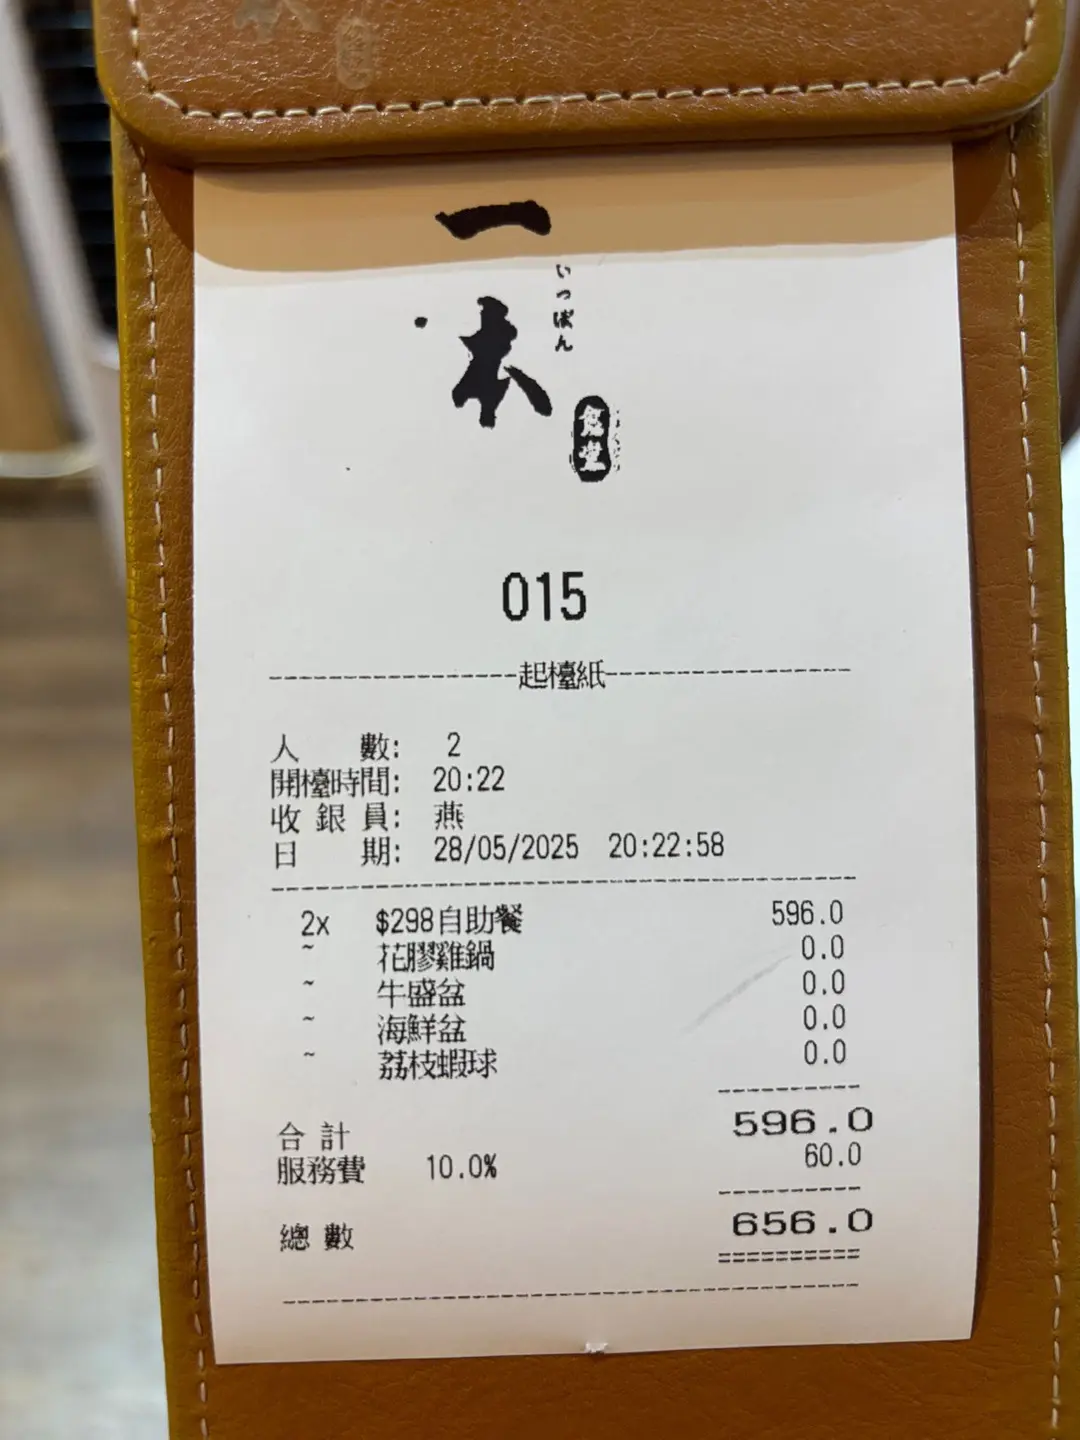 一
本
いっぽん
食堂
015
-----------------起檯紙-----------------
人 數: 2
開檯時間: 20:22
收銀員: 燕
日 期: 28/05/2025 20:22:58
2x $298自助餐 596.0
~ 花膠雞鍋 0.0
~ 牛盛盆 0.0
~ 海鮮盆 0.0
~ 荔枝蝦球 0.0
合計 596.0
服務費 10.0% 60.0
總數 656.0
==========